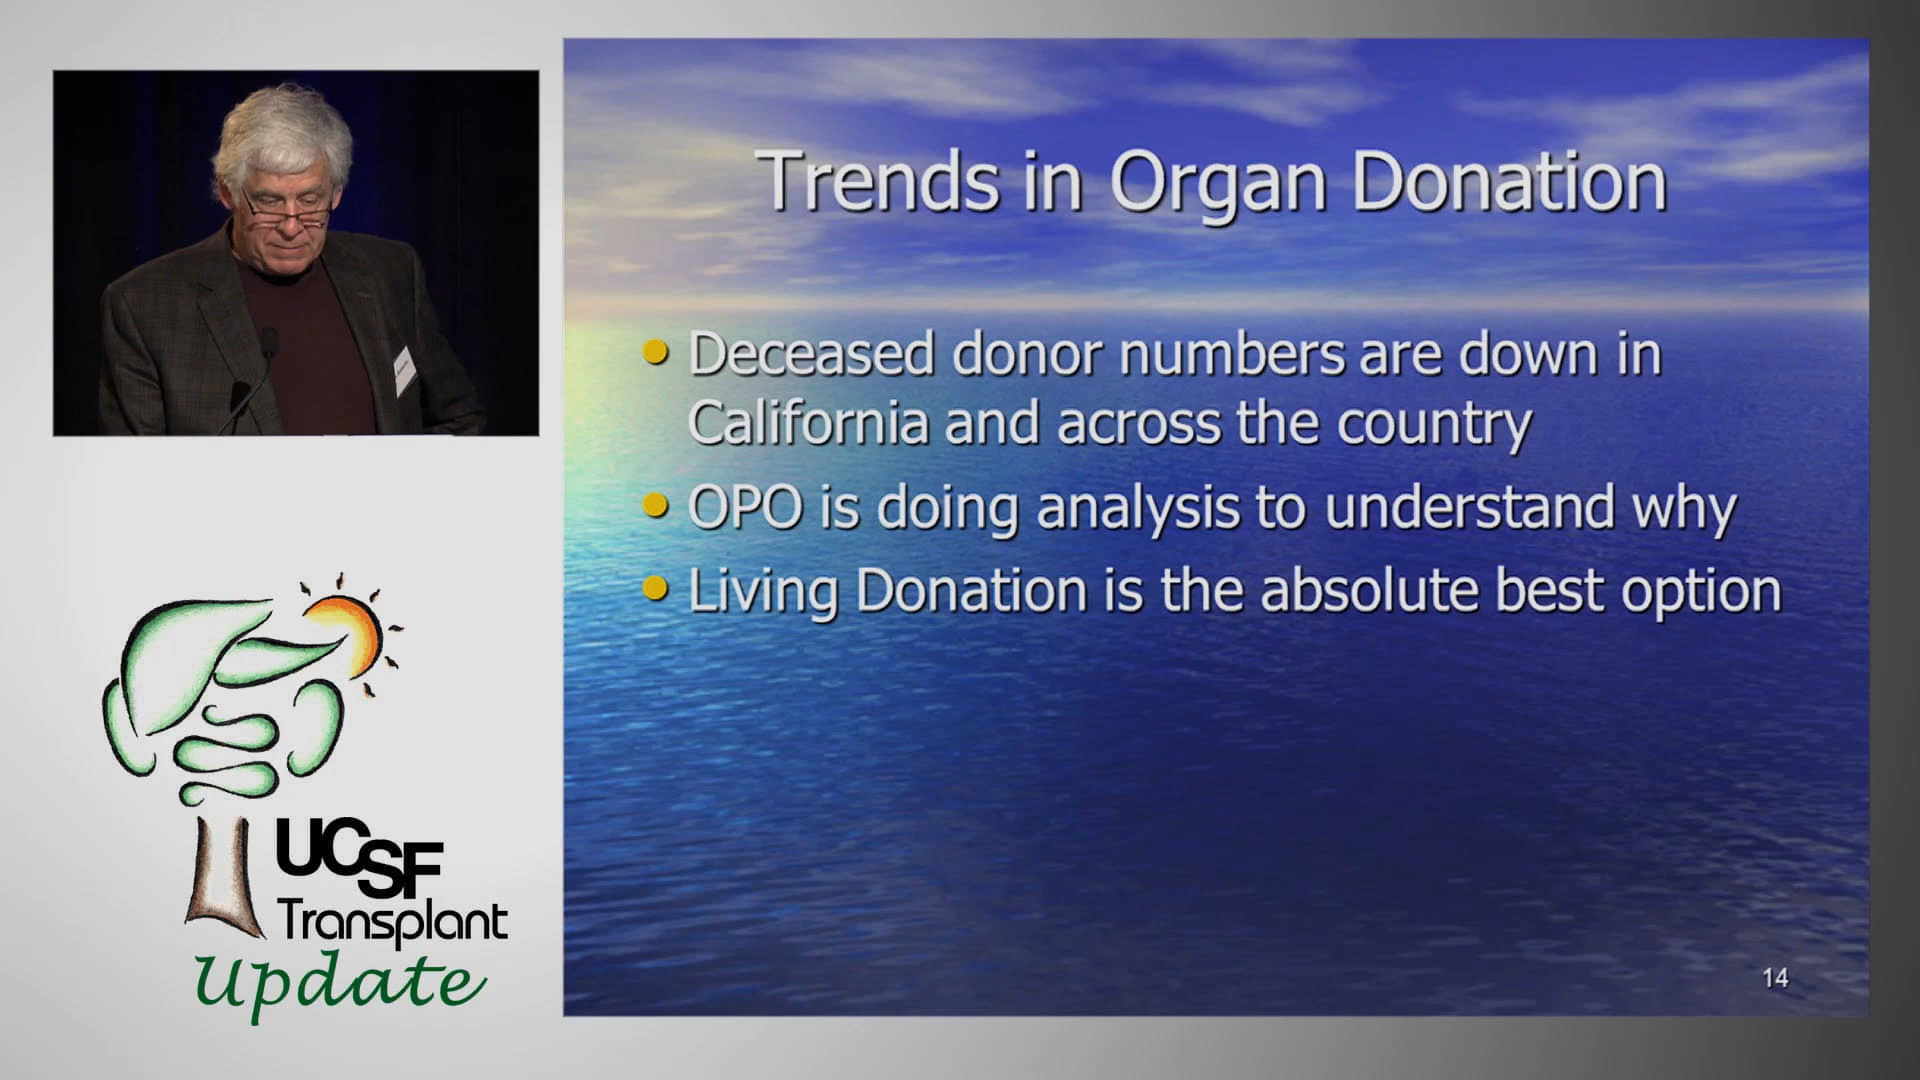 Trends in Organ Donation
• Deceased donor numbers are down in
California and across the country
• OPO is doing analysis to understand why
• Living Donation is the absolute best option
14
UCSF
Transplant
Update